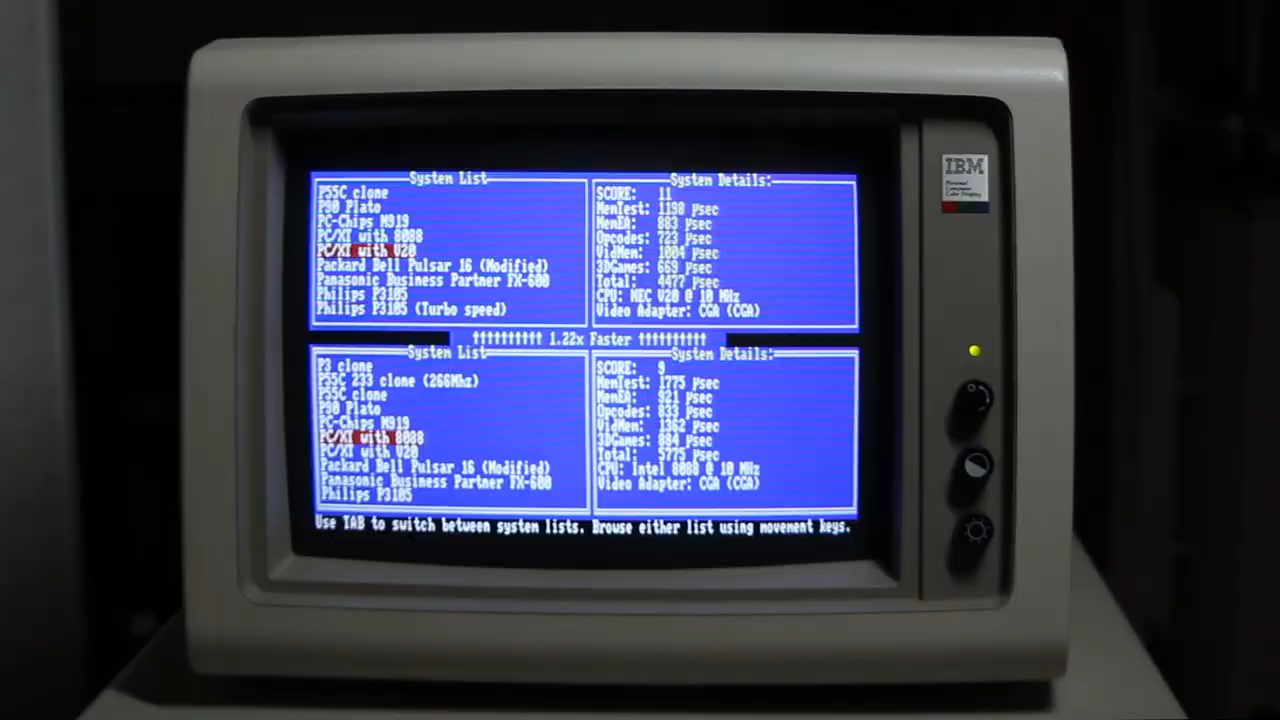 System List
P55C clone
P90 Plato
PC-Chips M919
PC/XT with 8088
PC/XT with V20
Packard Bell Pulsar 16 (Modified)
Panasonic Business Partner FX-600
Philips P3105
Philips P3105 (Turbo speed)
System Details:
SCORE: 11
MemTest: 1198 µsec
MemEA: 883 µsec
Opcodes: 723 µsec
VidMem: 1004 µsec
3DGames: 669 µsec
Total: 4477 µsec
CPU: NEC V20 @ 10 MHz
Video Adapter: CGA (CGA)
↑↑↑↑↑↑↑↑↑↑ 1.22x Faster ↑↑↑↑↑↑↑↑↑↑
System List
P3 clone
P55C 233 clone (266Mhz)
P55C clone
P90 Plato
PC-Chips M919
PC/XT with 8088
PC/XT with V20
Packard Bell Pulsar 16 (Modified)
Panasonic Business Partner FX-600
Philips P3105
System Details:
SCORE: 9
MemTest: 1775 µsec
MemEA: 921 µsec
Opcodes: 833 µsec
VidMem: 1362 µsec
3DGames: 884 µsec
Total: 5775 µsec
CPU: Intel 8088 @ 10 MHz
Video Adapter: CGA (CGA)
Use TAB to switch between system lists. Browse either list using movement keys.
IBM
Personal
Computer
Color Display